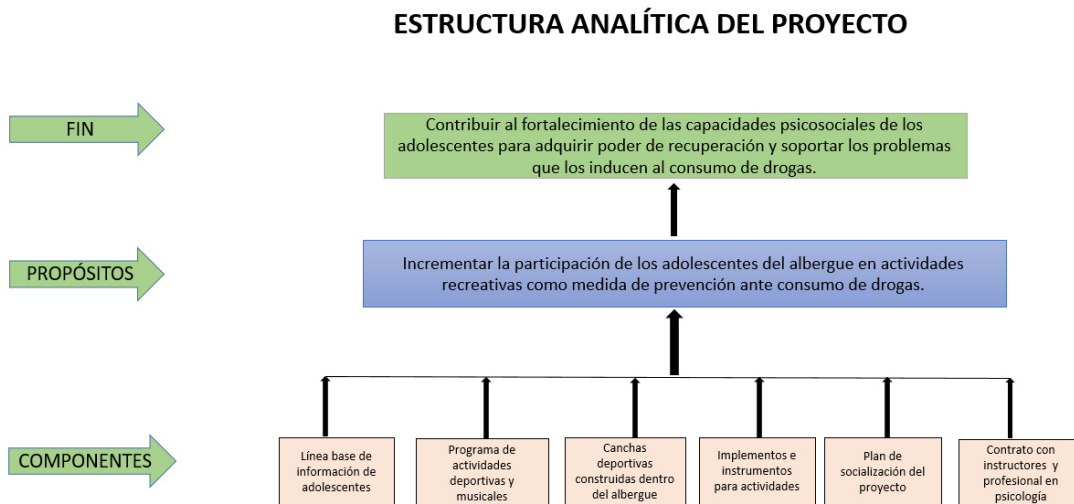 ESTRUCTURA ANALÍTICA DEL PROYECTO
FIN
Contribuir al fortalecimiento de las capacidades psicosociales de los
adolescentes para adquirir poder de recuperación y soportar los problemas
que los inducen al consumo de drogas.
PROPÓSITOS
Incrementar la participación de los adolescentes del albergue en actividades
recreativas como medida de prevención ante consumo de drogas.
COMPONENTES
Línea base de
información de
adolescentes
Programa de
actividades
deportivas y
musicales
Canchas
deportivas
construidas dentro
del albergue
Implementos e
instrumentos para
actividades
Plan de
socialización del
proyecto
Contrato con
instructores y
profesional en
psicología